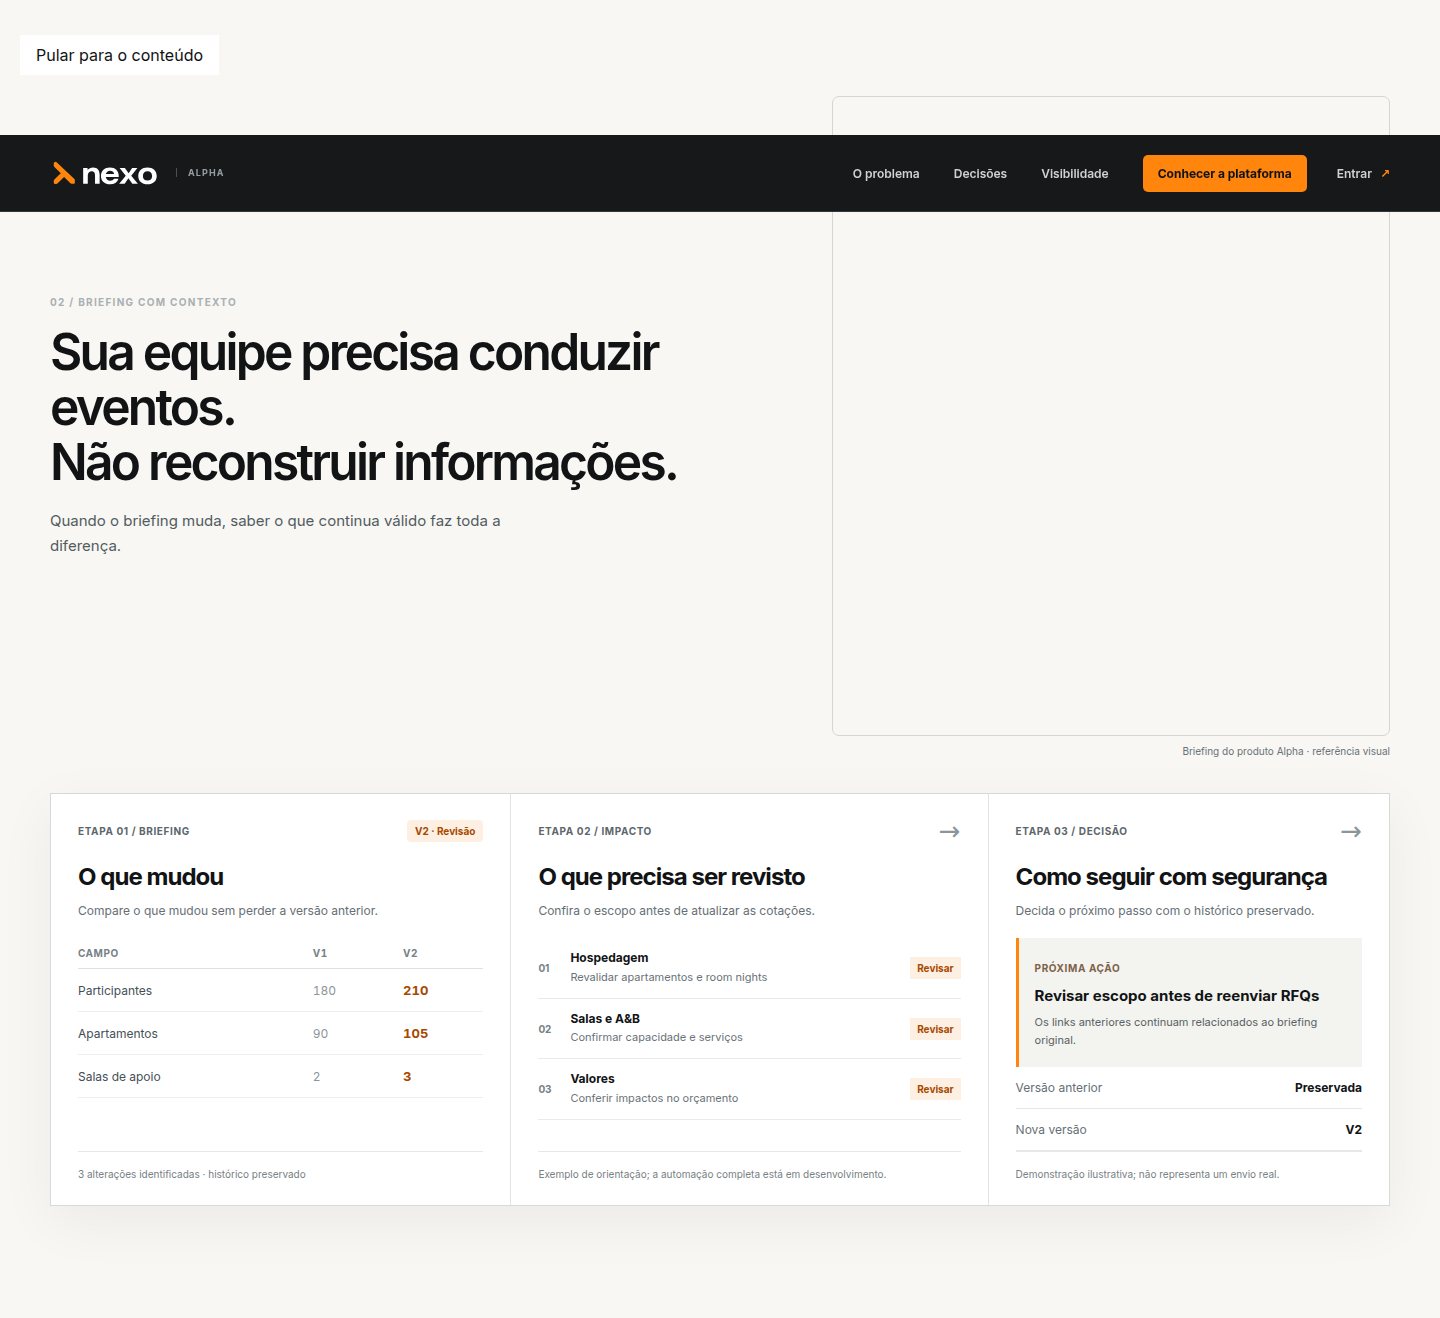 Pular para o conteúdo
nexo
ALPHA
O problema
Decisões
Visibilidade
Conhecer a plataforma
Entrar ↗
02 / BRIEFING COM CONTEXTO
Sua equipe precisa conduzir
eventos.
Não reconstruir informações.
Quando o briefing muda, saber o que continua válido faz toda a
diferença.
Briefing do produto Alpha · referência visual
ETAPA 01 / BRIEFING
V2 · Revisão
O que mudou
Compare o que mudou sem perder a versão anterior.
CAMPO V1 V2
Participantes 180 210
Apartamentos 90 105
Salas de apoio 2 3
3 alterações identificadas · histórico preservado
ETAPA 02 / IMPACTO →
O que precisa ser revisto
Confira o escopo antes de atualizar as cotações.
01 Hospedagem Revisar
Revalidar apartamentos e room nights
02 Salas e A&B Revisar
Confirmar capacidade e serviços
03 Valores Revisar
Conferir impactos no orçamento
Exemplo de orientação; a automação completa está em desenvolvimento.
ETAPA 03 / DECISÃO →
Como seguir com segurança
Decida o próximo passo com o histórico preservado.
PRÓXIMA AÇÃO
Revisar escopo antes de reenviar RFQs
Os links anteriores continuam relacionados ao briefing
original.
Versão anterior Preservada
Nova versão V2
Demonstração ilustrativa; não representa um envio real.